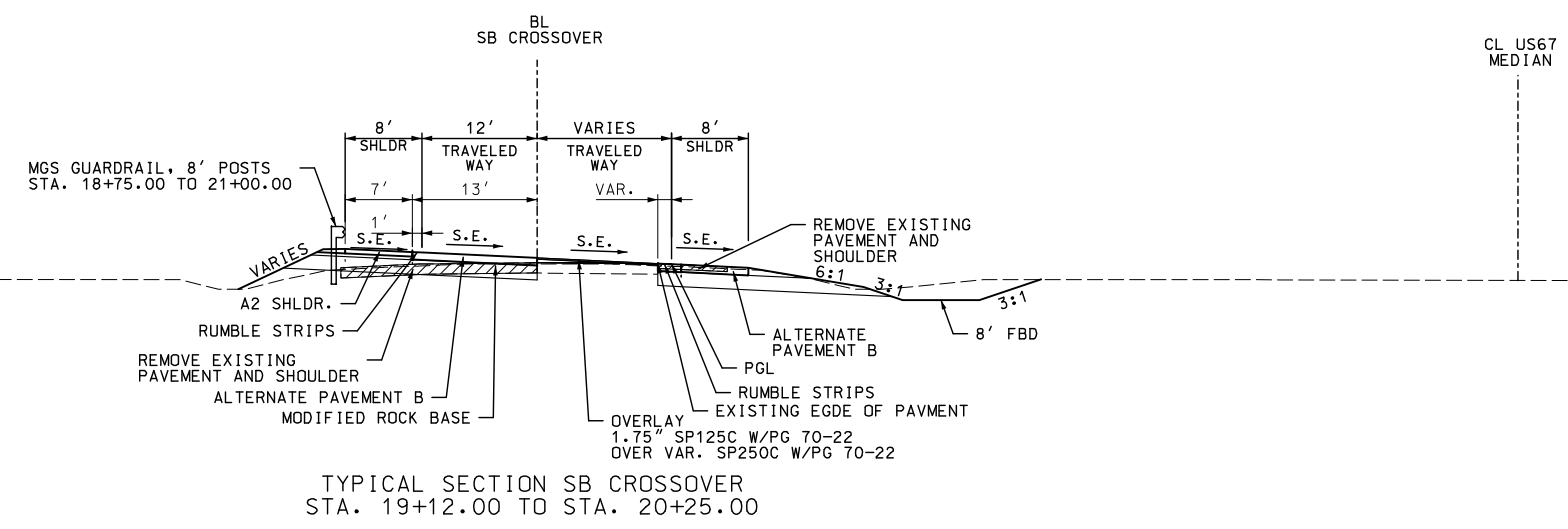 BL
SB CROSSOVER
CL US67
MEDIAN
8'
SHLDR
12'
TRAVELED
WAY
VARIES
TRAVELED
WAY
8'
SHLDR
MGS GUARDRAIL, 8' POSTS
STA. 18+75.00 TO 21+00.00
7'
13'
VAR.
1'
S.E.
S.E.
S.E.
S.E.
REMOVE EXISTING
PAVEMENT AND
SHOULDER
VARIES
6:1
3:1
3:1
A2 SHLDR.
RUMBLE STRIPS
REMOVE EXISTING
PAVEMENT AND SHOULDER
ALTERNATE PAVEMENT B
MODIFIED ROCK BASE
ALTERNATE
PAVEMENT B
8' FBD
PGL
RUMBLE STRIPS
EXISTING EGDE OF PAVMENT
OVERLAY
1.75" SP125C W/PG 70-22
OVER VAR. SP250C W/PG 70-22
TYPICAL SECTION SB CROSSOVER
STA. 19+12.00 TO STA. 20+25.00